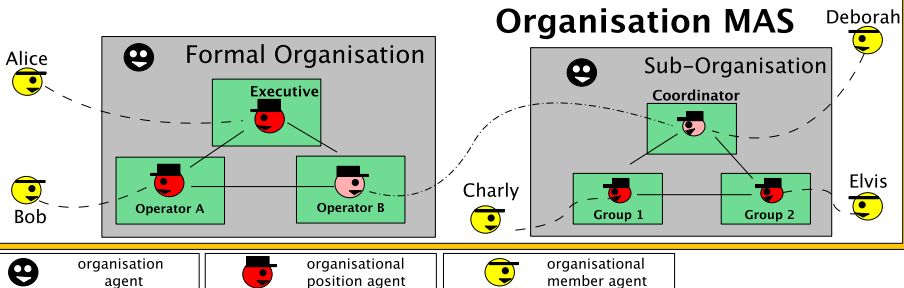 Organisation MAS
Deborah
Alice
Formal Organisation
Sub-Organisation
Executive
Coordinator
Operator A
Operator B
Bob
Charly
Elvis
Group 1
Group 2
organisation
agent
organisational
position agent
organisational
member agent